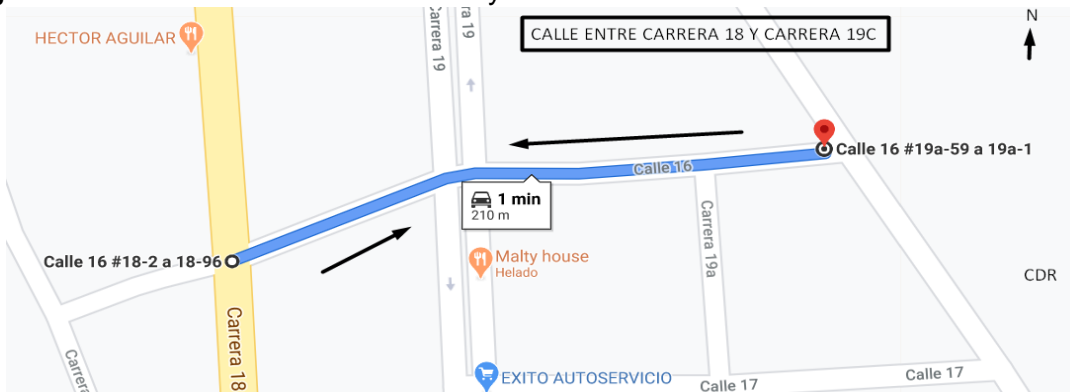 HECTOR AGUILAR
Carrera 19
19
CALLE ENTRE CARRERA 18 Y CARRERA 19C
N
Calle 16 #19a-59 a 19a-1
Calle 16
1 min
210 m
Carrera 19a
Calle 16 #18-2 a 18-96
Malty house
Helado
CDR
Carrera 18
Carrera
EXITO AUTOSERVICIO
Calle 17
Calle 17